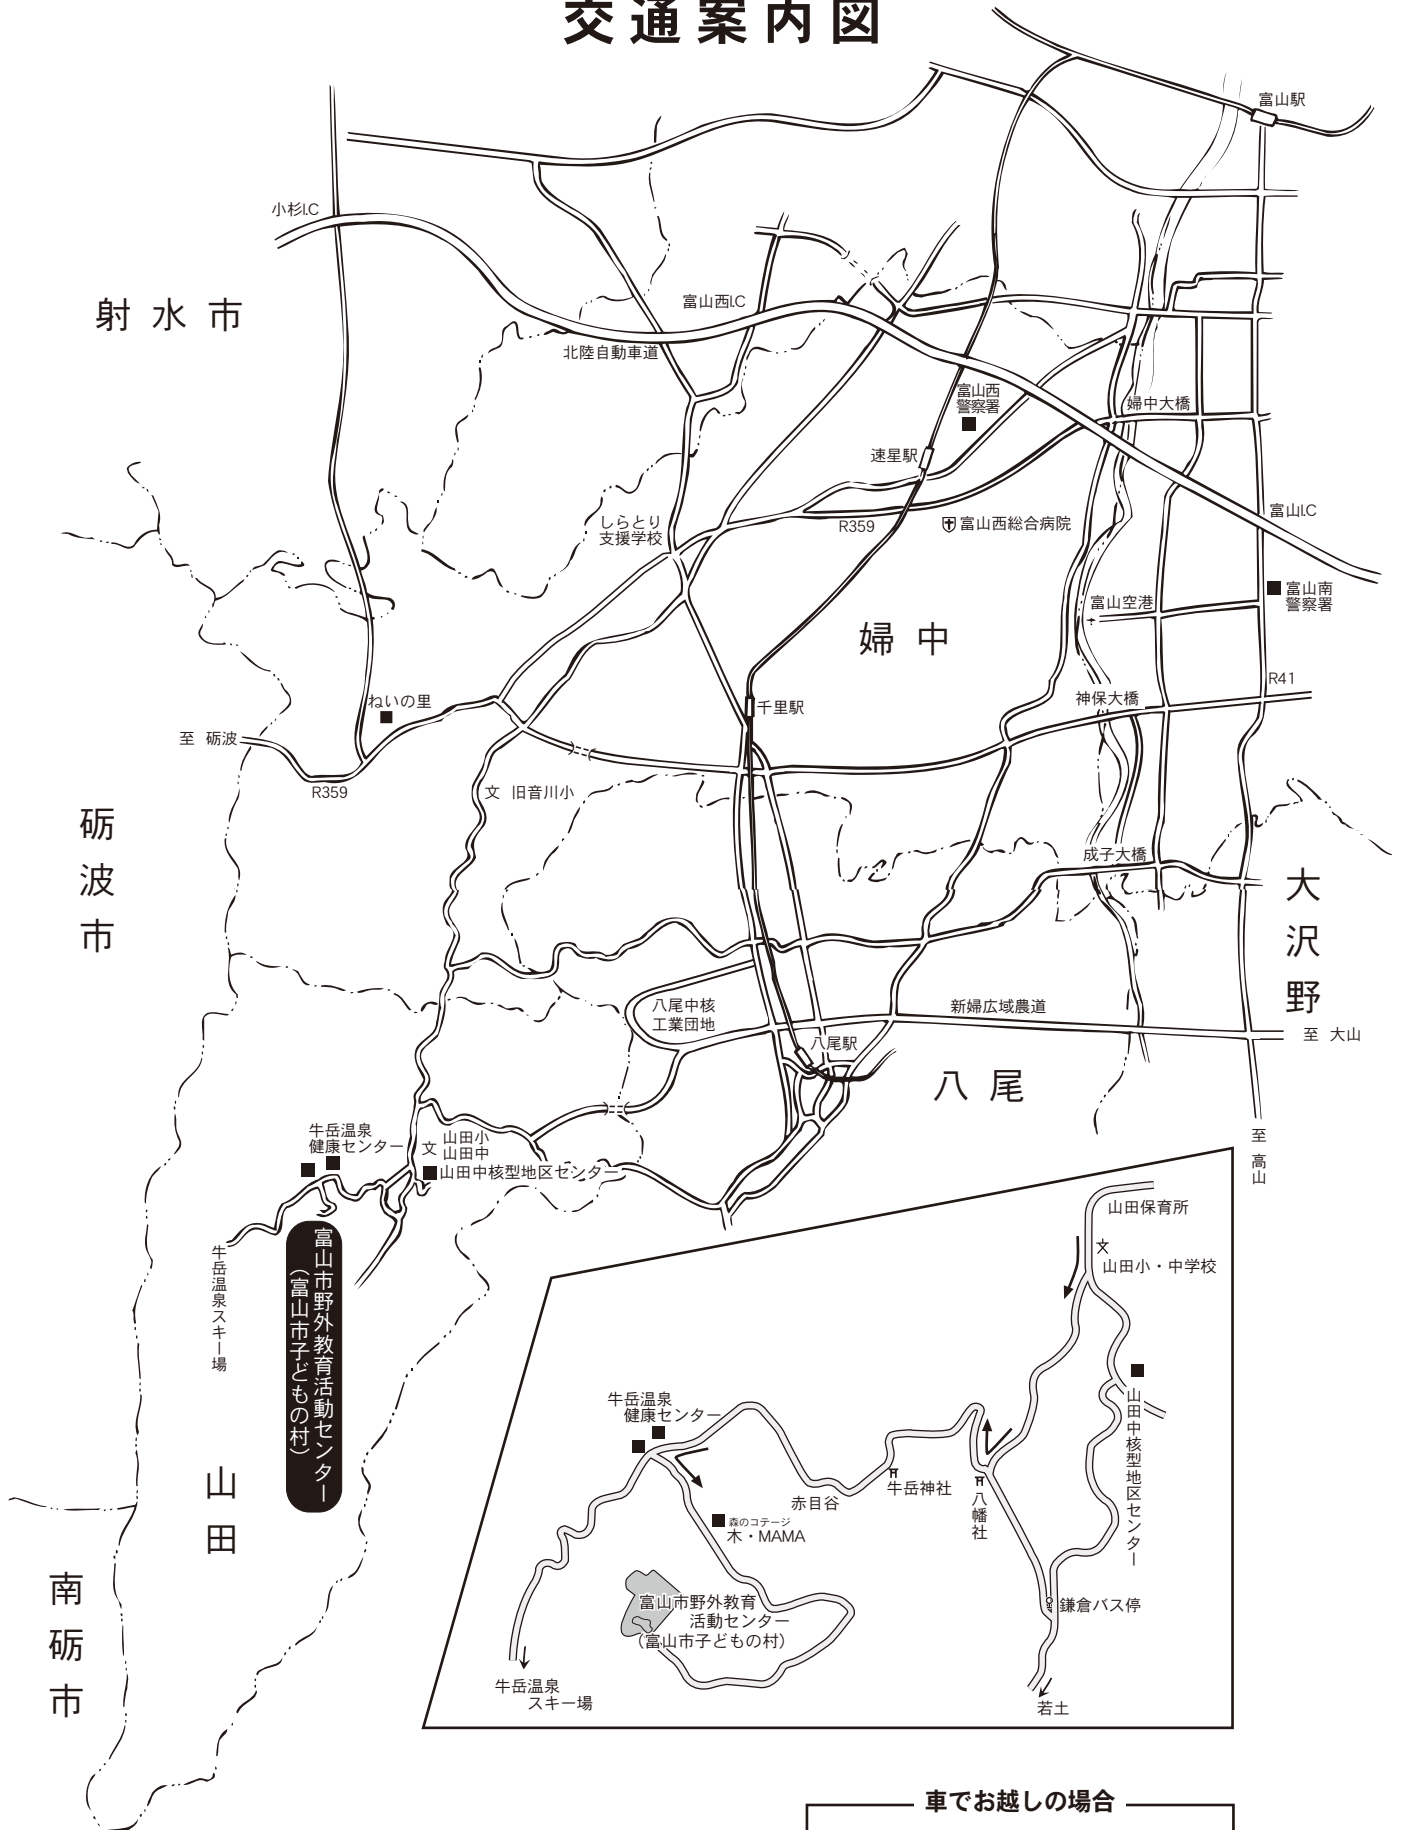 交通案内図
富山駅
小杉I.C
射水市
富山西I.C
北陸自動車道
富山西
警察署
婦中大橋
速星駅
富山I.C
しらとり
支援学校
R359
富山西総合病院
富山南
警察署
富山空港
婦中
R41
ねいの里
神保大橋
千里駅
至 砺波
R359
文 旧音川小
砺波市
成子大橋
大沢野
八尾中核
工業団地
新婦広域農道
至 大山
八尾駅
八尾
至 高山
牛岳温泉
健康センター
文
山田小
山田中
山田中核型地区センター
牛岳温泉スキー場
富山市野外教育活動センター
（富山市子どもの村）
山田
南砺市
山田保育所
文
山田小・中学校
山田中核型地区センター
牛岳温泉
健康センター
牛岳神社
赤目谷
八幡社
森のコテージ
木・MAMA
富山市野外教育
活動センター
（富山市子どもの村）
鎌倉バス停
牛岳温泉
スキー場
若土
車でお越しの場合